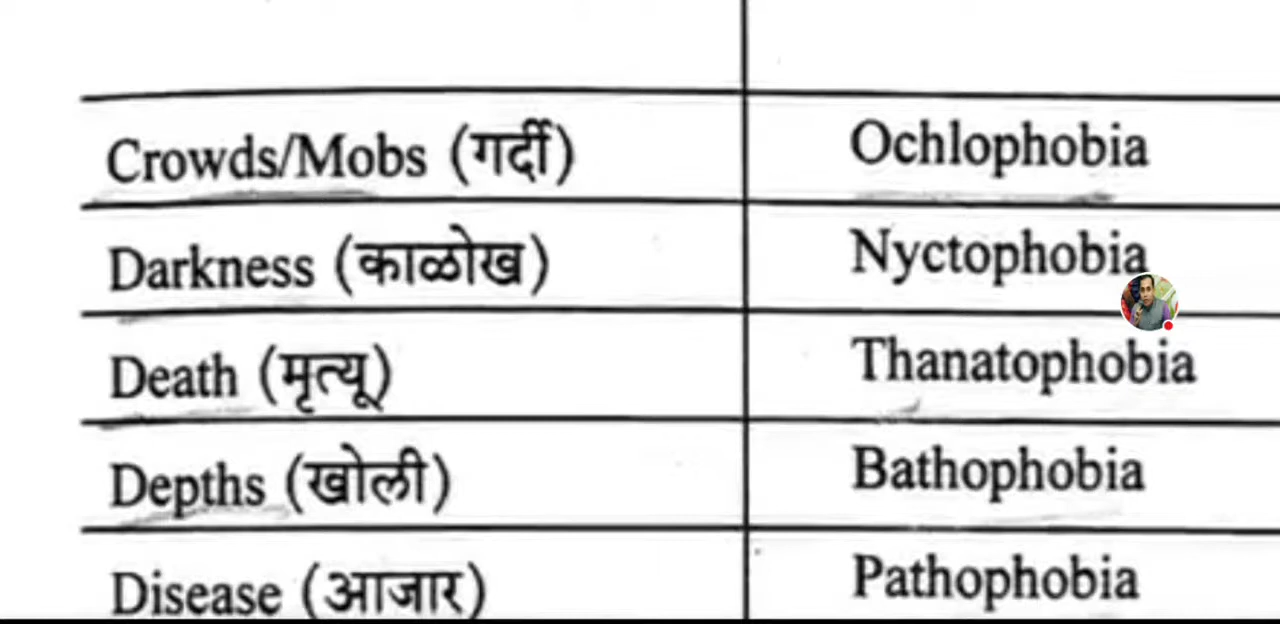 Crowds/Mobs (गर्दी) Ochlophobia
Darkness (काळोख) Nyctophobia
Death (मृत्यू) Thanatophobia
Depths (खोली) Bathophobia
Disease (आजार) Pathophobia